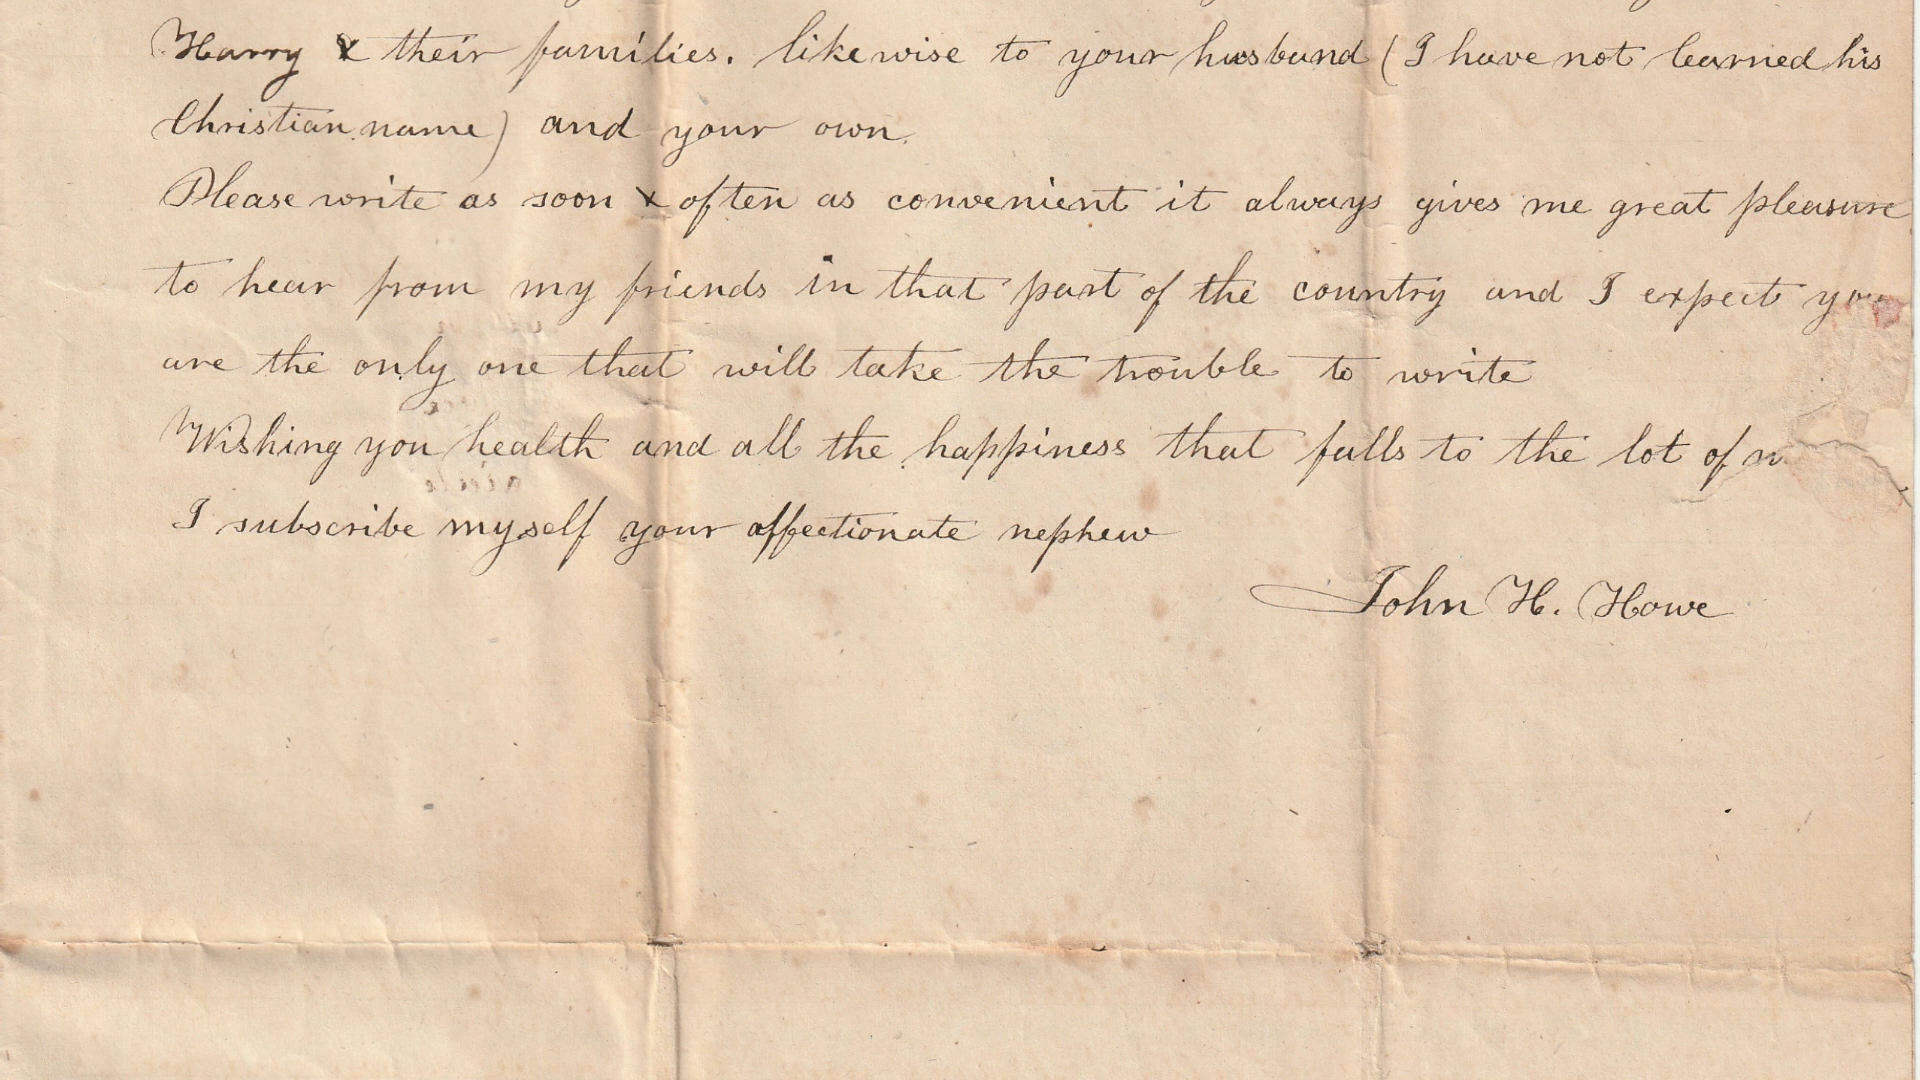 Harry & their families. likewise to your husband (I have not learned his
Christian name) and your own.
Please write as soon & often as convenient it always gives me great pleasure
to hear from my friends in that part of the country and I expect you
are the only one that will take the trouble to write
Wishing you health and all the happiness that falls to the lot of
I subscribe myself your affectionate nephew
John H. Howe